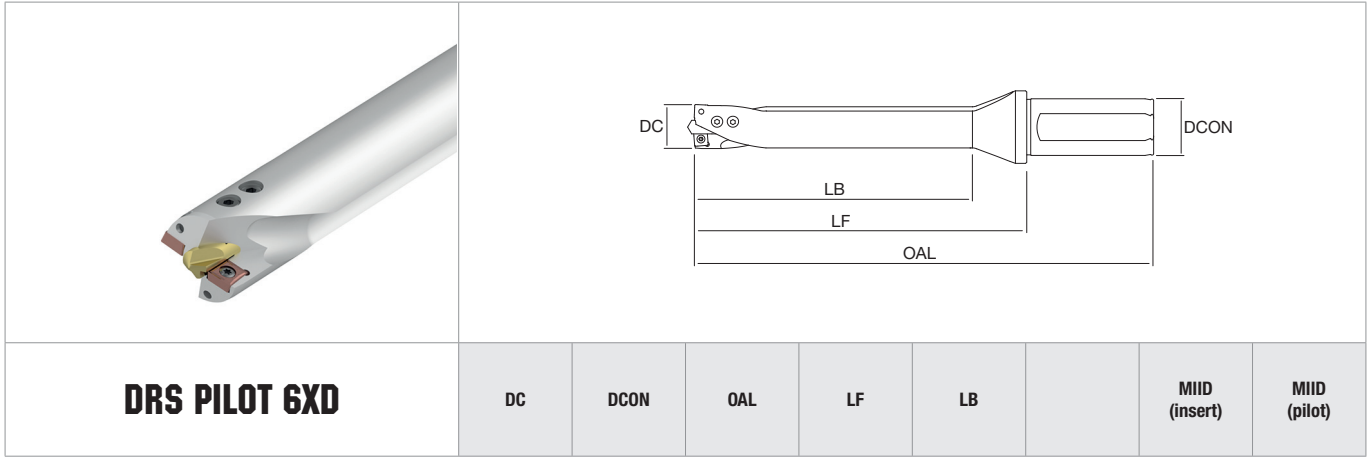 DC
DCON
LB
LF
OAL
DRS PILOT 6XD
DC
DCON
OAL
LF
LB
MIID
(insert)
MIID
(pilot)